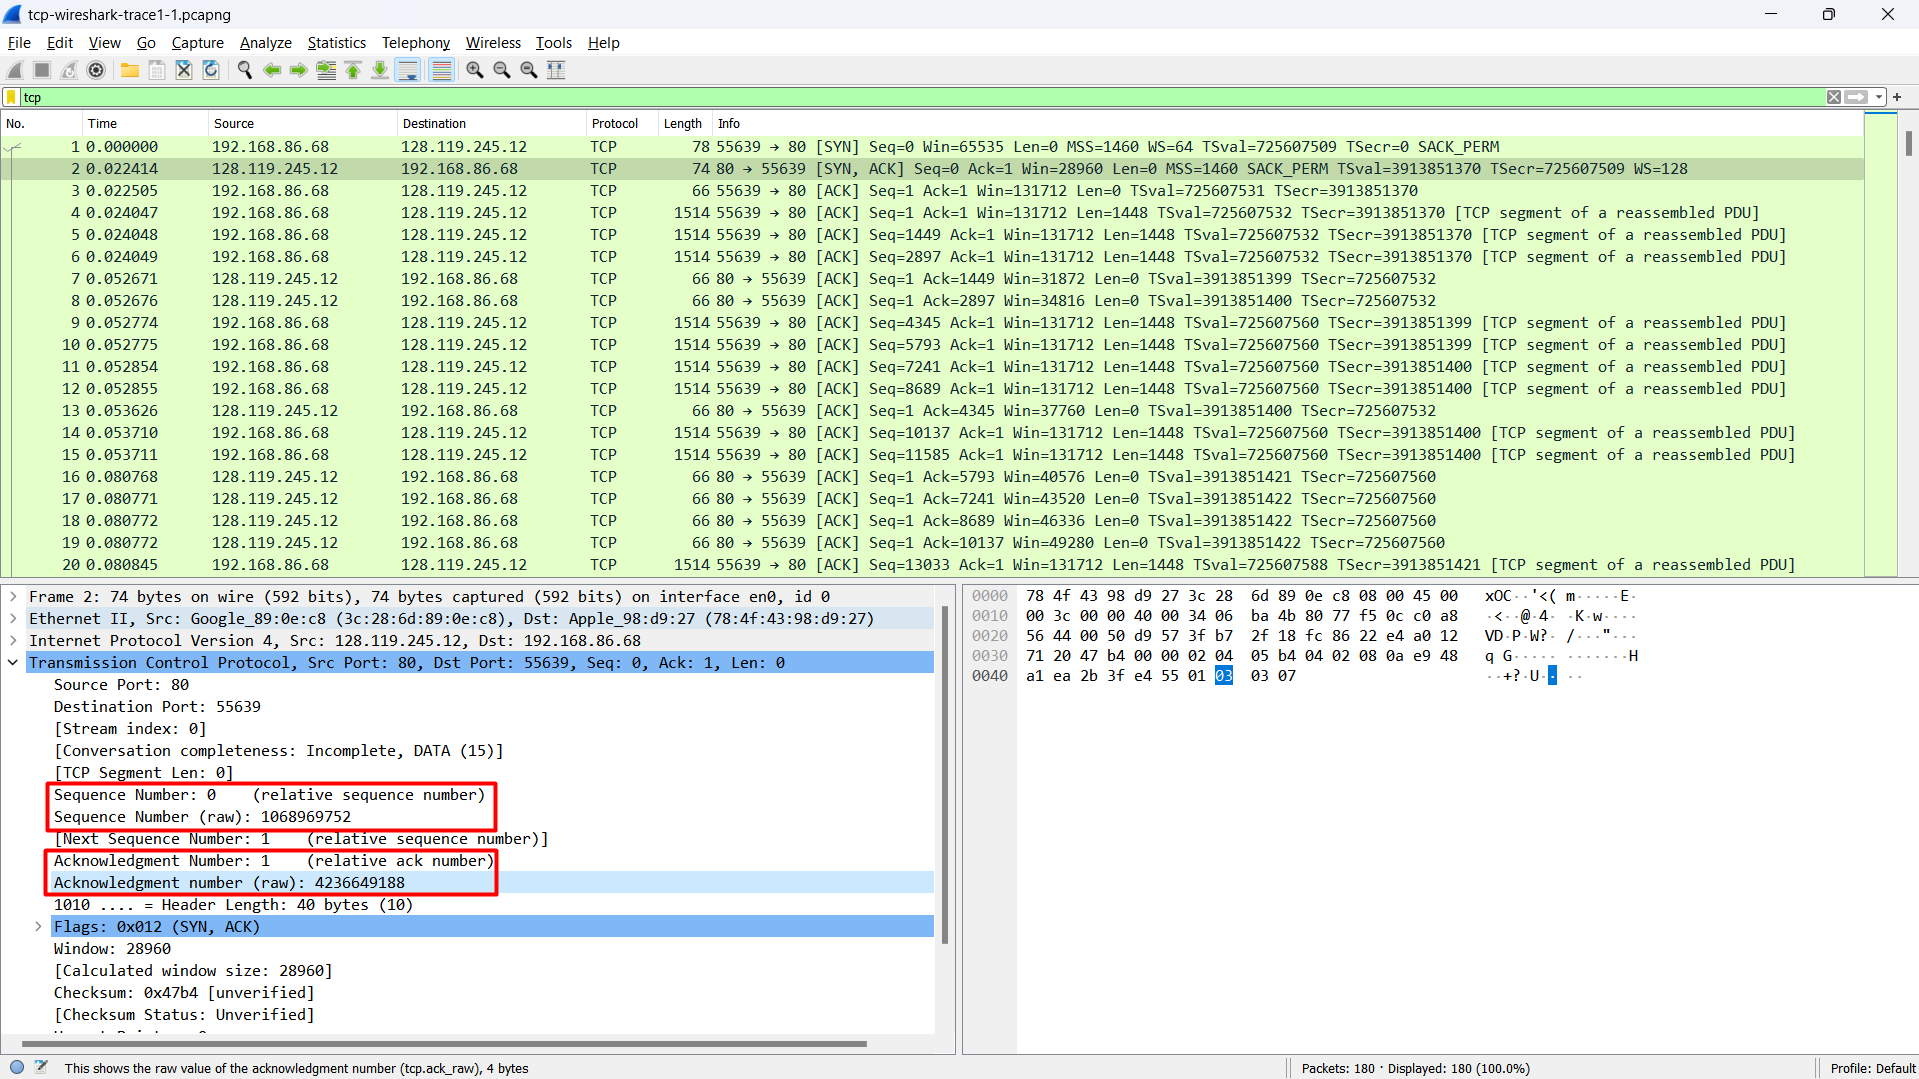 tcp-wireshark-trace1-1.pcapng
File Edit View Go Capture Analyze Statistics Telephony Wireless Tools Help
tcp
No. Time Source Destination Protocol Length Info
1 0.000000 192.168.86.68 128.119.245.12 TCP 78 55639 → 80 [SYN] Seq=0 Win=65535 Len=0 MSS=1460 WS=64 TSval=725607509 TSecr=0 SACK_PERM
2 0.022414 128.119.245.12 192.168.86.68 TCP 74 80 → 55639 [SYN, ACK] Seq=0 Ack=1 Win=28960 Len=0 MSS=1460 SACK_PERM TSval=3913851370 TSecr=725607509 WS=128
3 0.022505 192.168.86.68 128.119.245.12 TCP 66 55639 → 80 [ACK] Seq=1 Ack=1 Win=131712 Len=0 TSval=725607531 TSecr=3913851370
4 0.024047 192.168.86.68 128.119.245.12 TCP 1514 55639 → 80 [ACK] Seq=1 Ack=1 Win=131712 Len=1448 TSval=725607532 TSecr=3913851370 [TCP segment of a reassembled PDU]
5 0.024048 192.168.86.68 128.119.245.12 TCP 1514 55639 → 80 [ACK] Seq=1449 Ack=1 Win=131712 Len=1448 TSval=725607532 TSecr=3913851370 [TCP segment of a reassembled PDU]
6 0.024049 192.168.86.68 128.119.245.12 TCP 1514 55639 → 80 [ACK] Seq=2897 Ack=1 Win=131712 Len=1448 TSval=725607532 TSecr=3913851370 [TCP segment of a reassembled PDU]
7 0.052671 128.119.245.12 192.168.86.68 TCP 66 80 → 55639 [ACK] Seq=1 Ack=1449 Win=31872 Len=0 TSval=3913851399 TSecr=725607532
8 0.052676 128.119.245.12 192.168.86.68 TCP 66 80 → 55639 [ACK] Seq=1 Ack=2897 Win=34816 Len=0 TSval=3913851400 TSecr=725607532
9 0.052774 192.168.86.68 128.119.245.12 TCP 1514 55639 → 80 [ACK] Seq=4345 Ack=1 Win=131712 Len=1448 TSval=725607560 TSecr=3913851399 [TCP segment of a reassembled PDU]
10 0.052775 192.168.86.68 128.119.245.12 TCP 1514 55639 → 80 [ACK] Seq=5793 Ack=1 Win=131712 Len=1448 TSval=725607560 TSecr=3913851399 [TCP segment of a reassembled PDU]
11 0.052854 192.168.86.68 128.119.245.12 TCP 1514 55639 → 80 [ACK] Seq=7241 Ack=1 Win=131712 Len=1448 TSval=725607560 TSecr=3913851400 [TCP segment of a reassembled PDU]
12 0.052855 192.168.86.68 128.119.245.12 TCP 1514 55639 → 80 [ACK] Seq=8689 Ack=1 Win=131712 Len=1448 TSval=725607560 TSecr=3913851400 [TCP segment of a reassembled PDU]
13 0.053626 128.119.245.12 192.168.86.68 TCP 66 80 → 55639 [ACK] Seq=1 Ack=4345 Win=37760 Len=0 TSval=3913851400 TSecr=725607532
14 0.053710 192.168.86.68 128.119.245.12 TCP 1514 55639 → 80 [ACK] Seq=10137 Ack=1 Win=131712 Len=1448 TSval=725607560 TSecr=3913851400 [TCP segment of a reassembled PDU]
15 0.053711 192.168.86.68 128.119.245.12 TCP 1514 55639 → 80 [ACK] Seq=11585 Ack=1 Win=131712 Len=1448 TSval=725607560 TSecr=3913851400 [TCP segment of a reassembled PDU]
16 0.080768 128.119.245.12 192.168.86.68 TCP 66 80 → 55639 [ACK] Seq=1 Ack=5793 Win=40576 Len=0 TSval=3913851421 TSecr=725607560
17 0.080771 128.119.245.12 192.168.86.68 TCP 66 80 → 55639 [ACK] Seq=1 Ack=7241 Win=43520 Len=0 TSval=3913851422 TSecr=725607560
18 0.080772 128.119.245.12 192.168.86.68 TCP 66 80 → 55639 [ACK] Seq=1 Ack=8689 Win=46336 Len=0 TSval=3913851422 TSecr=725607560
19 0.080772 128.119.245.12 192.168.86.68 TCP 66 80 → 55639 [ACK] Seq=1 Ack=10137 Win=49280 Len=0 TSval=3913851422 TSecr=725607560
20 0.080845 192.168.86.68 128.119.245.12 TCP 1514 55639 → 80 [ACK] Seq=13033 Ack=1 Win=131712 Len=1448 TSval=725607588 TSecr=3913851421 [TCP segment of a reassembled PDU]
Frame 2: 74 bytes on wire (592 bits), 74 bytes captured (592 bits) on interface en0, id 0
Ethernet II, Src: Google_89:0e:c8 (3c:28:6d:89:0e:c8), Dst: Apple_98:d9:27 (78:4f:43:98:d9:27)
Internet Protocol Version 4, Src: 128.119.245.12, Dst: 192.168.86.68
Transmission Control Protocol, Src Port: 80, Dst Port: 55639, Seq: 0, Ack: 1, Len: 0
Source Port: 80
Destination Port: 55639
[Stream index: 0]
[Conversation completeness: Incomplete, DATA (15)]
[TCP Segment Len: 0]
Sequence Number: 0 (relative sequence number)
Sequence Number (raw): 1068969752
[Next Sequence Number: 1 (relative sequence number)]
Acknowledgment Number: 1 (relative ack number)
Acknowledgment number (raw): 4236649188
1010 .... = Header Length: 40 bytes (10)
Flags: 0x012 (SYN, ACK)
Window: 28960
[Calculated window size: 28960]
Checksum: 0x47b4 [unverified]
[Checksum Status: Unverified]
0000 78 4f 43 98 d9 27 3c 28 6d 89 0e c8 08 00 45 00 xOC··'<( m·····E·
0010 00 3c 00 00 40 00 34 06 ba 4b 80 77 f5 0c c0 a8 ·<··@·4· ·K·w····
0020 56 44 00 50 d9 57 3f b7 2f 18 fc 86 22 e4 a0 12 VD·P·W?· /···"···
0030 71 20 47 b4 00 00 02 04 05 b4 04 02 08 0a e9 48 q G····· ·······H
0040 a1 ea 2b 3f e4 55 01 03 03 07 ··+?·U·· ··
This shows the raw value of the acknowledgment number (tcp.ack_raw), 4 bytes
Packets: 180 · Displayed: 180 (100.0%)
Profile: Default